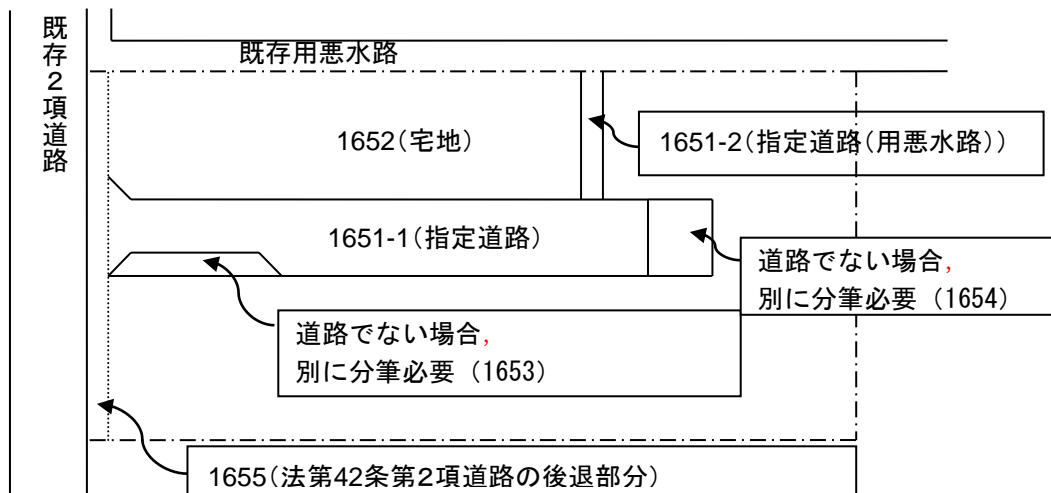 既存２項道路
既存用悪水路
1652(宅地)
1651-2(指定道路(用悪水路))
1651-1(指定道路)
道路でない場合,
別に分筆必要（1654）
道路でない場合,
別に分筆必要（1653）
1655(法第42条第２項道路の後退部分)